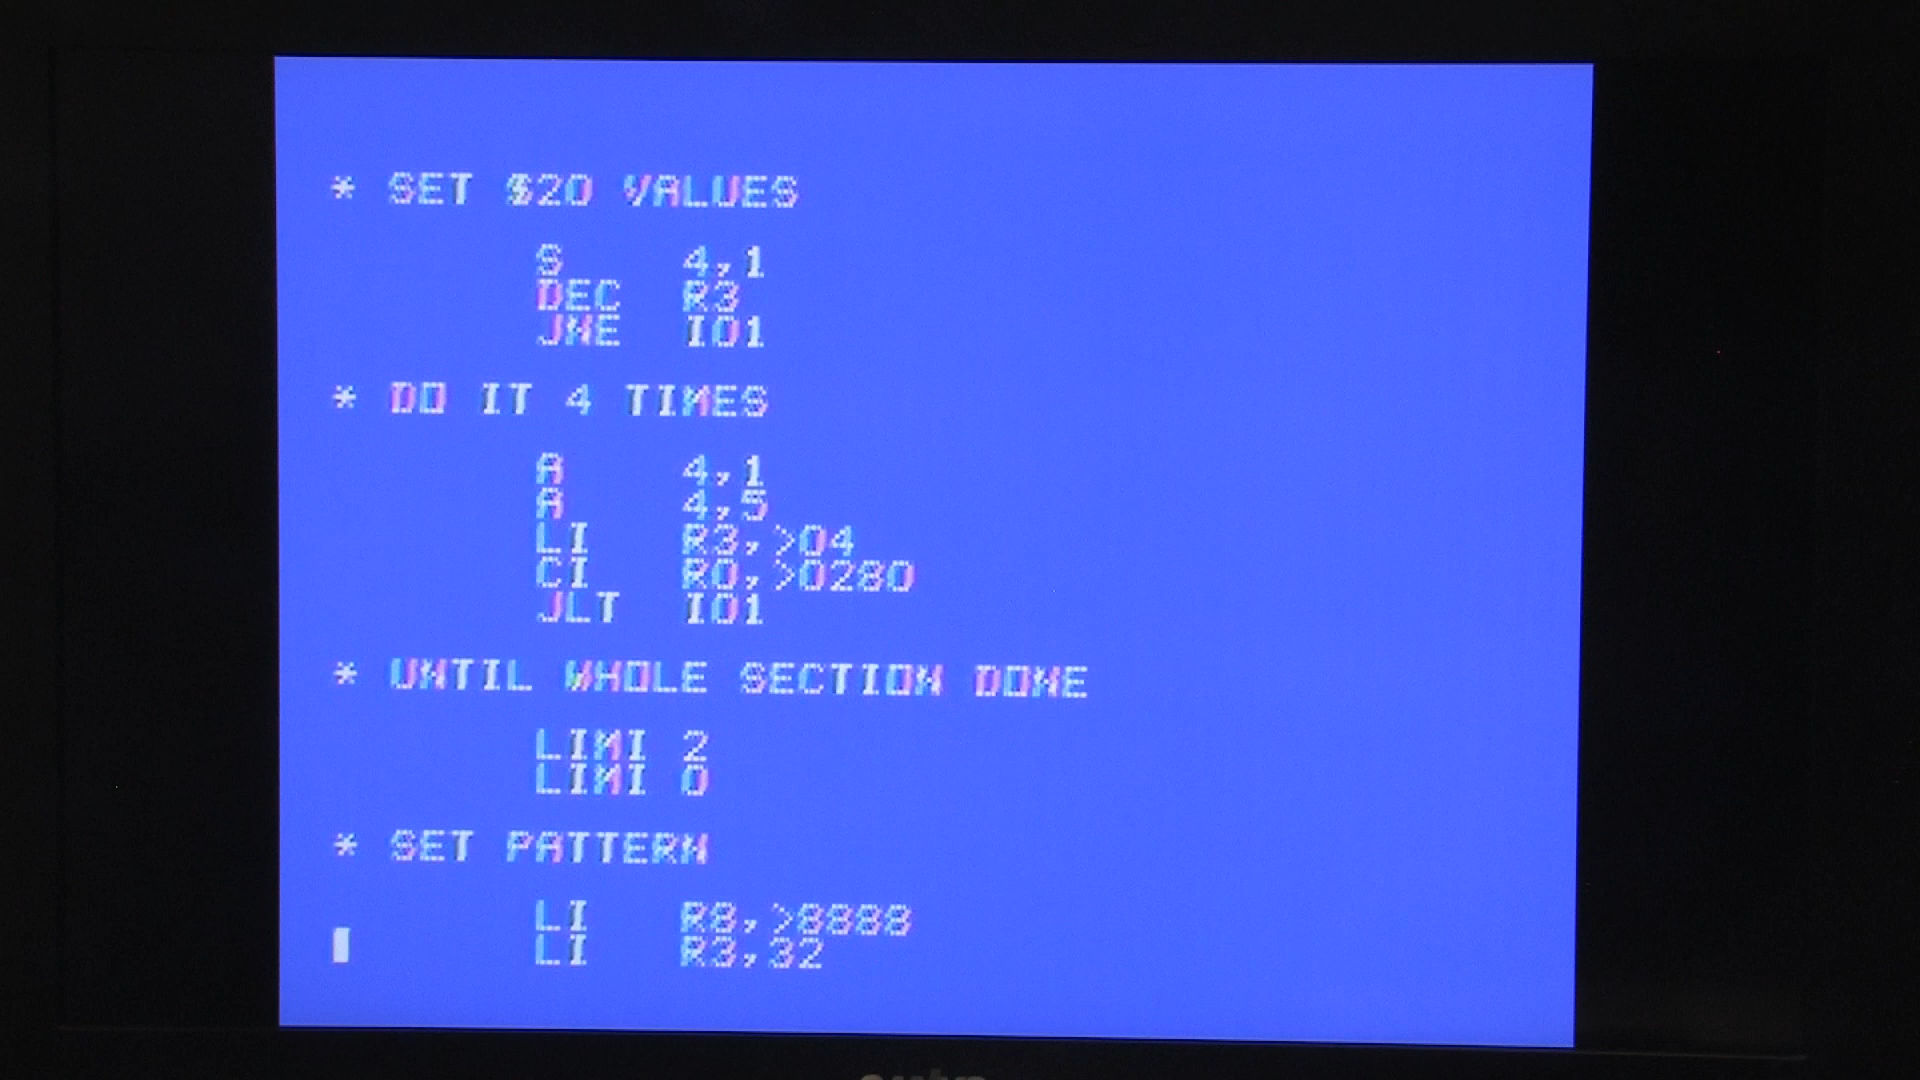 * SET $20 VALUES
S 4,1
DEC R3
JNE IO1
* DO IT 4 TIMES
A 4,1
A 4,5
LI R3,>04
CI R0,>0280
JLT IO1
* UNTIL WHOLE SECTION DONE
LIMI 2
LIMI 0
* SET PATTERN
LI R8,>8888
LI R3,32